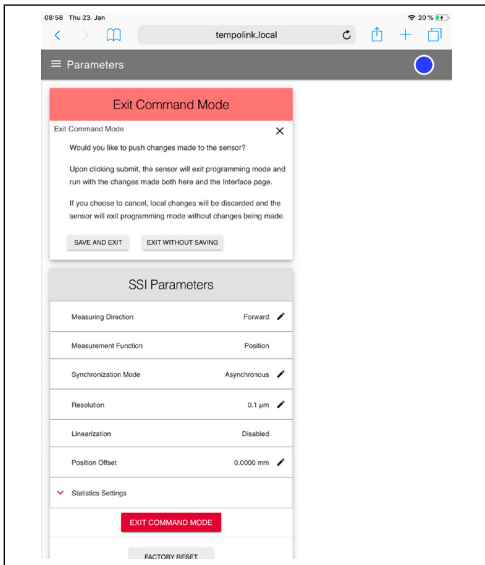 08:58 Thu 23. Jan
20 %
tempolink.local
Parameters
Exit Command Mode
Exit Command Mode
Would you like to push changes made to the sensor?
Upon clicking submit, the sensor will exit programming mode and
run with the changes made both here and the Interface page.
If you choose to cancel, local changes will be discarded and the
sensor will exit programming mode without changes being made.
SAVE AND EXIT EXIT WITHOUT SAVING
SSI Parameters
Measuring Direction Forward
Measurement Function Position
Synchronization Mode Asynchronous
Resolution 0.1 µm
Linearization Disabled
Position Offset 0.0000 mm
Statistics Settings
EXIT COMMAND MODE
FACTORY RESET